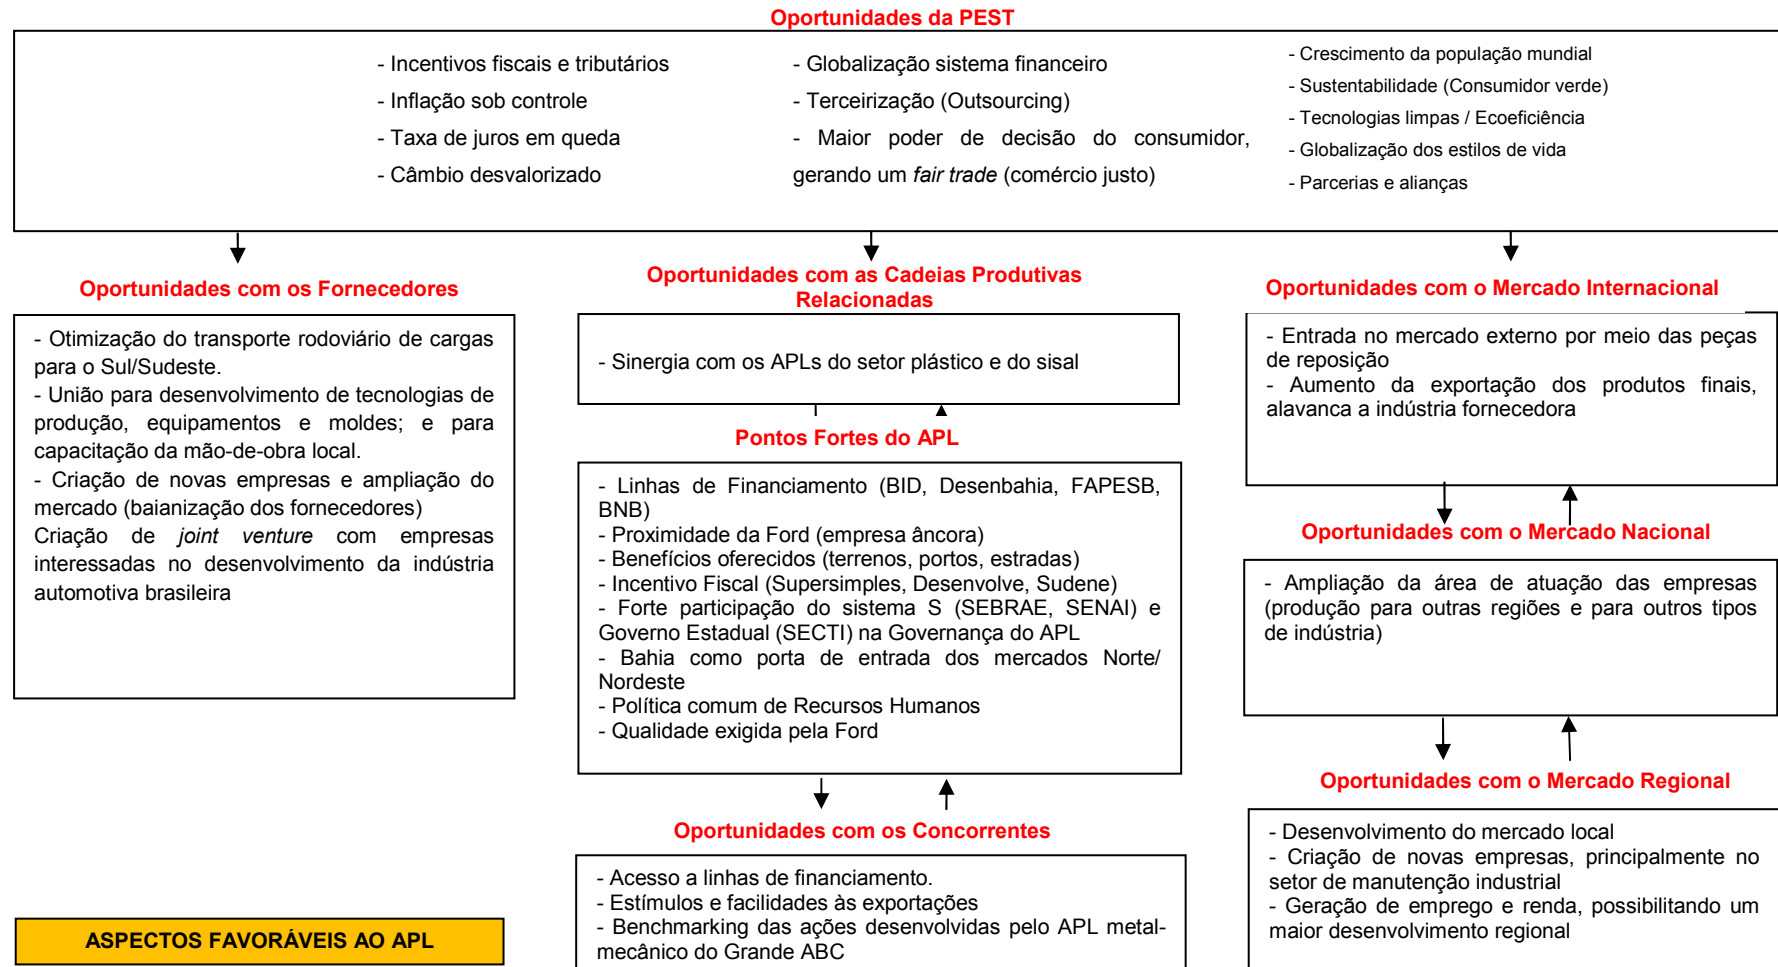 Oportunidades da PEST
- Incentivos fiscais e tributários
- Inflação sob controle
- Taxa de juros em queda
- Câmbio desvalorizado
- Globalização sistema financeiro
- Terceirização (Outsourcing)
- Maior poder de decisão do consumidor,
gerando um fair trade (comércio justo)
- Crescimento da população mundial
- Sustentabilidade (Consumidor verde)
- Tecnologias limpas / Ecoeficiência
- Globalização dos estilos de vida
- Parcerias e alianças
Oportunidades com os Fornecedores
- Otimização do transporte rodoviário de cargas
para o Sul/Sudeste.
- União para desenvolvimento de tecnologias de
produção, equipamentos e moldes; e para
capacitação da mão-de-obra local.
- Criação de novas empresas e ampliação do
mercado (baianização dos fornecedores)
Criação de joint venture com empresas
interessadas no desenvolvimento da indústria
automotiva brasileira
Oportunidades com as Cadeias Produtivas
Relacionadas
- Sinergia com os APLs do setor plástico e do sisal
Pontos Fortes do APL
- Linhas de Financiamento (BID, Desenbahia, FAPESB,
BNB)
- Proximidade da Ford (empresa âncora)
- Benefícios oferecidos (terrenos, portos, estradas)
- Incentivo Fiscal (Supersimples, Desenvolve, Sudene)
- Forte participação do sistema S (SEBRAE, SENAI) e
Governo Estadual (SECTI) na Governança do APL
- Bahia como porta de entrada dos mercados Norte/
Nordeste
- Política comum de Recursos Humanos
- Qualidade exigida pela Ford
Oportunidades com os Concorrentes
- Acesso a linhas de financiamento.
- Estímulos e facilidades às exportações
- Benchmarking das ações desenvolvidas pelo APL metal-
mecânico do Grande ABC
Oportunidades com o Mercado Internacional
- Entrada no mercado externo por meio das peças
de reposição
- Aumento da exportação dos produtos finais,
alavanca a indústria fornecedora
Oportunidades com o Mercado Nacional
- Ampliação da área de atuação das empresas
(produção para outras regiões e para outros tipos
de indústria)
Oportunidades com o Mercado Regional
- Desenvolvimento do mercado local
- Criação de novas empresas, principalmente no
setor de manutenção industrial
- Geração de emprego e renda, possibilitando um
maior desenvolvimento regional
ASPECTOS FAVORÁVEIS AO APL